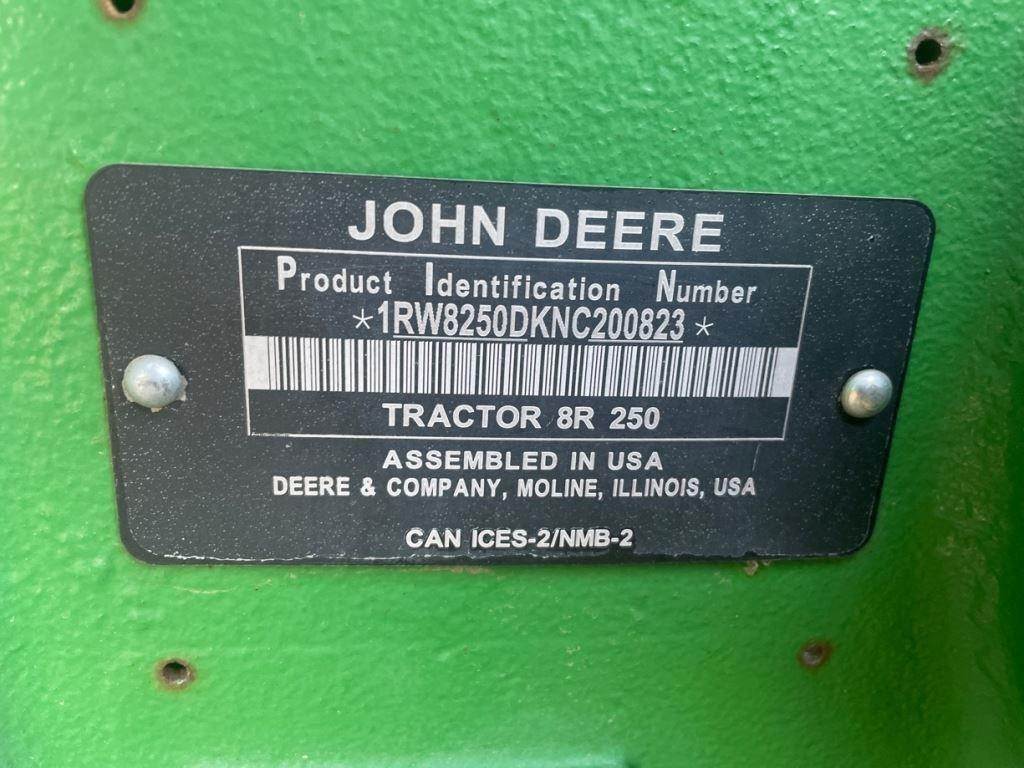 JOHN DEERE
Product Identification Number
*1RW8250DKNC200823*
TRACTOR 8R 250
ASSEMBLED IN USA
DEERE & COMPANY, MOLINE, ILLINOIS, USA
CAN ICES-2/NMB-2